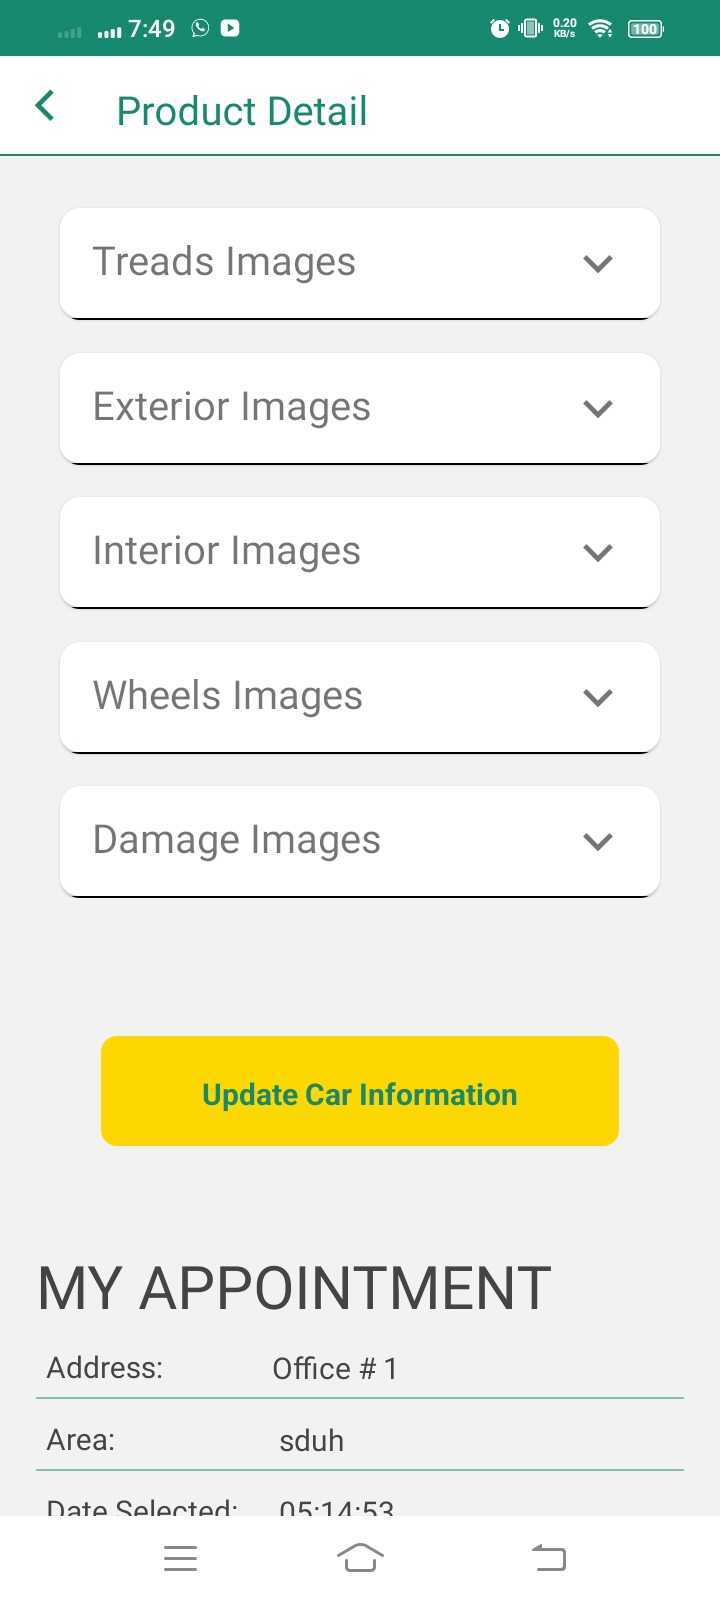 7:49
0.20
KB/s
100
Product Detail
Treads Images
Exterior Images
Interior Images
Wheels Images
Damage Images
Update Car Information
MY APPOINTMENT
Address: Office # 1
Area: sduh
Date Selected: 05:14:53